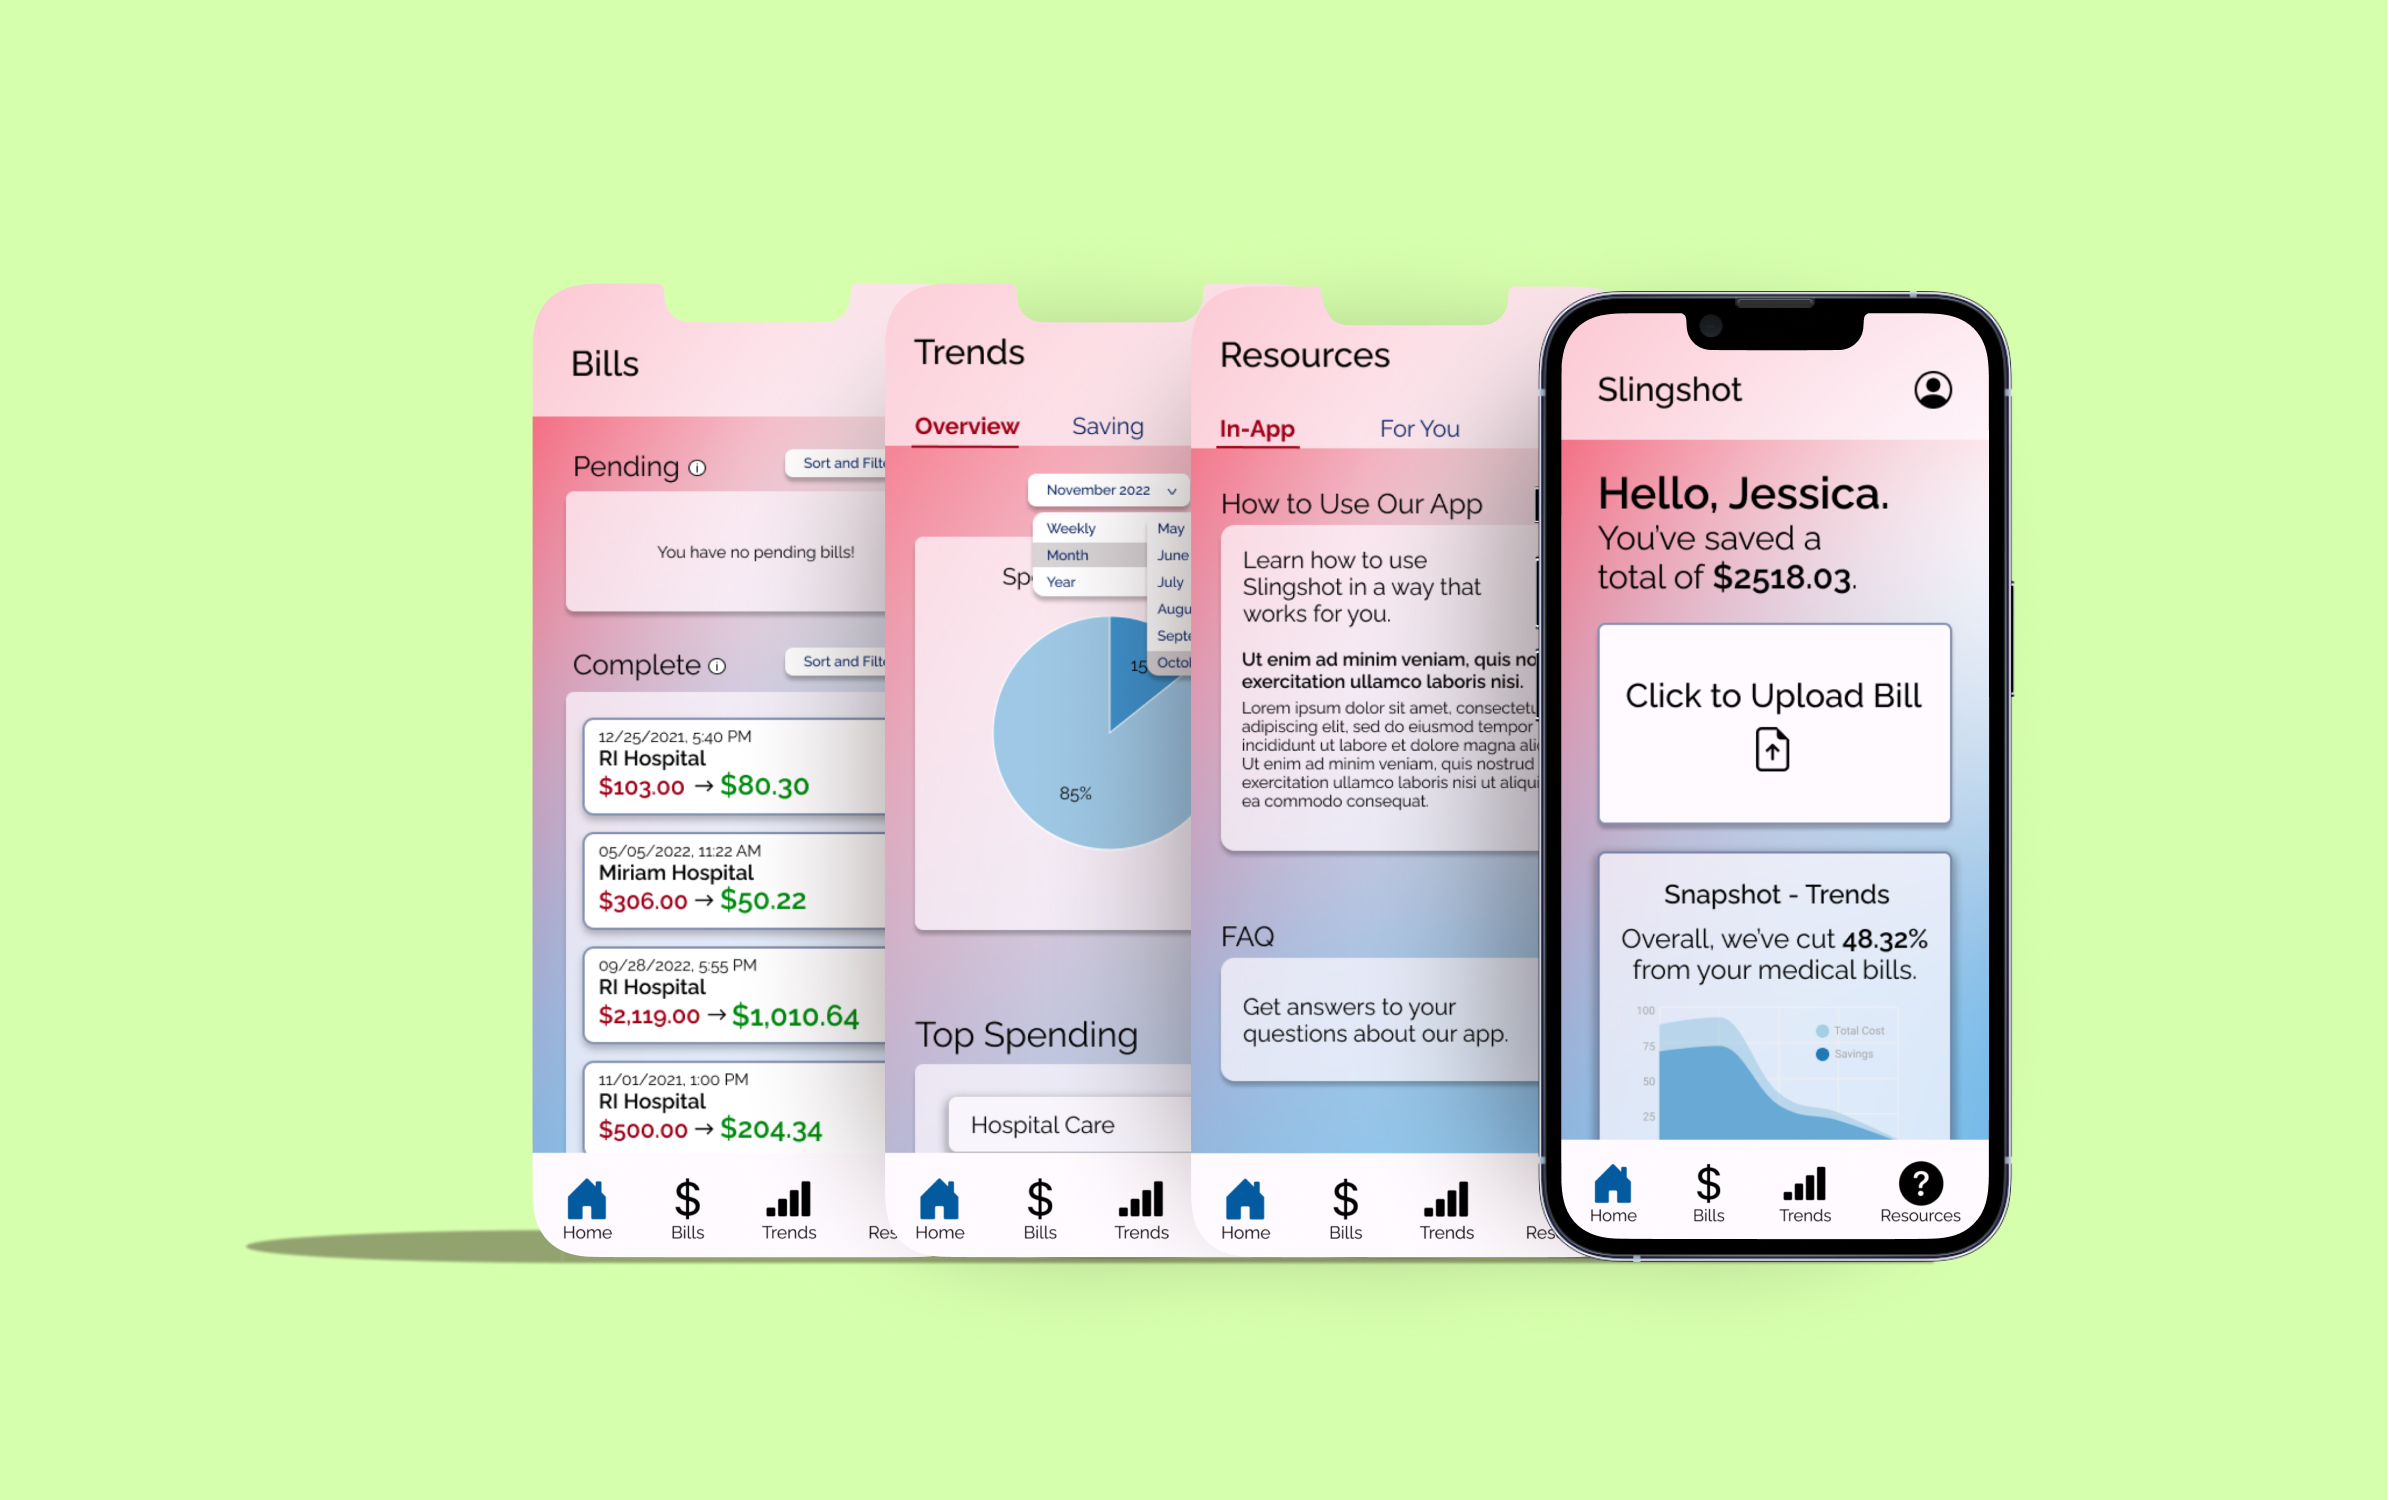 Bills
Pending
Sort and Filte
You have no pending bills!
Complete
Sort and Filte
12/25/2021, 5:40 PM
RI Hospital
$103.00 → $80.30
05/05/2022, 11:22 AM
Miriam Hospital
$306.00 → $50.22
09/28/2022, 5:55 PM
RI Hospital
$2,119.00 → $1,010.64
11/01/2021, 1:00 PM
RI Hospital
$500.00 → $204.34
Home
Bills
Trends
Res
Trends
Overview
Saving
November 2022
Weekly
Month
Year
May
June
July
Augu
Septe
Octo
Sp
15
85%
Top Spending
Hospital Care
Home
Bills
Trends
Resources
In-App
For You
How to Use Our App
Learn how to use
Slingshot in a way that
works for you.
Ut enim ad minim veniam, quis no
exercitation ullamco laboris nisi.
Lorem ipsum dolor sit amet, consectetu
adipiscing elit, sed do eiusmod tempor
incididunt ut labore et dolore magna ali
Ut enim ad minim veniam, quis nostrud
exercitation ullamco laboris nisi ut aliqui
ea commodo consequat.
FAQ
Get answers to your
questions about our app.
Home
Bills
Trends
Res
Slingshot
Hello, Jessica.
You've saved a
total of $2518.03.
Click to Upload Bill
Snapshot - Trends
Overall, we've cut 48.32%
from your medical bills.
100
75
50
25
Total Cost
Savings
Home
Bills
Trends
Resources